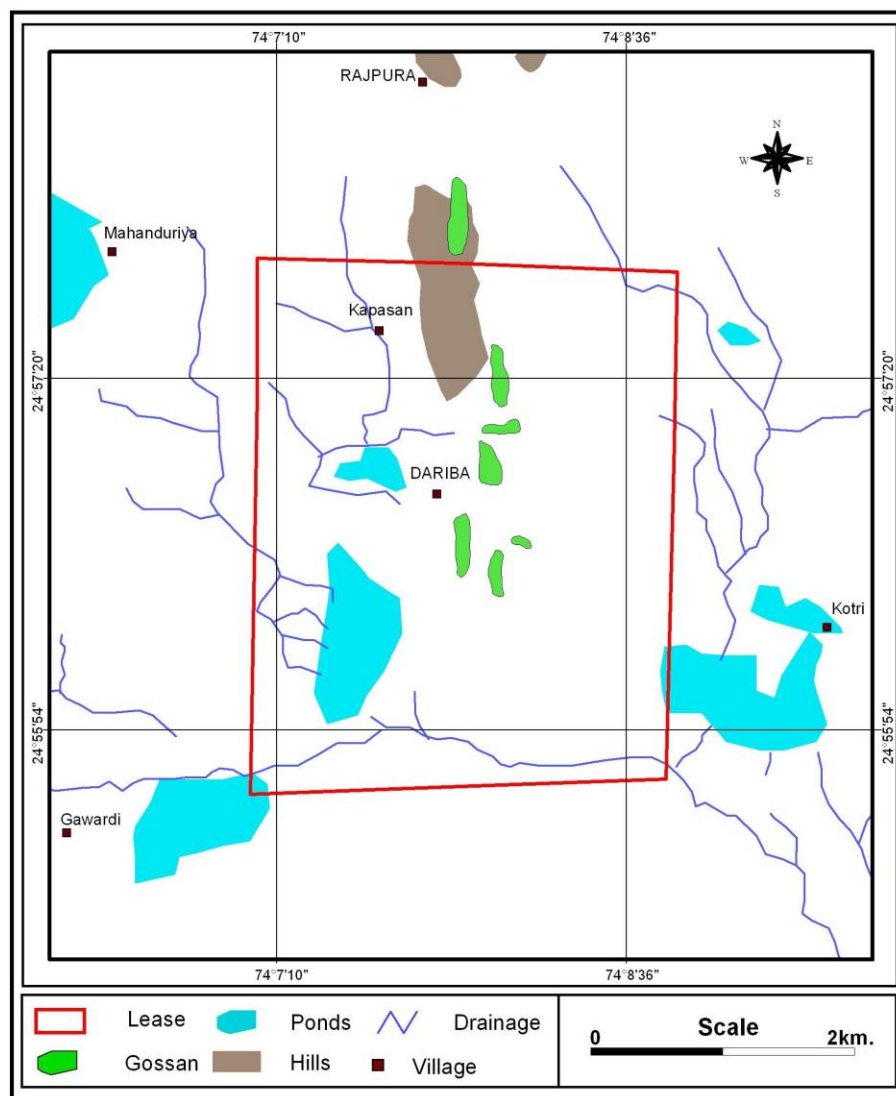 74°7'10" 74°8'36"
RAJPURA
N
W E
S
Mahanduriya
Kapasan
24°57'20" 24°57'20"
DARIBA
Kotri
24°55'54" 24°55'54"
Gawardi
74°7'10" 74°8'36"
Lease Ponds Drainage
Gossan Hills Village
Scale
0 2km.